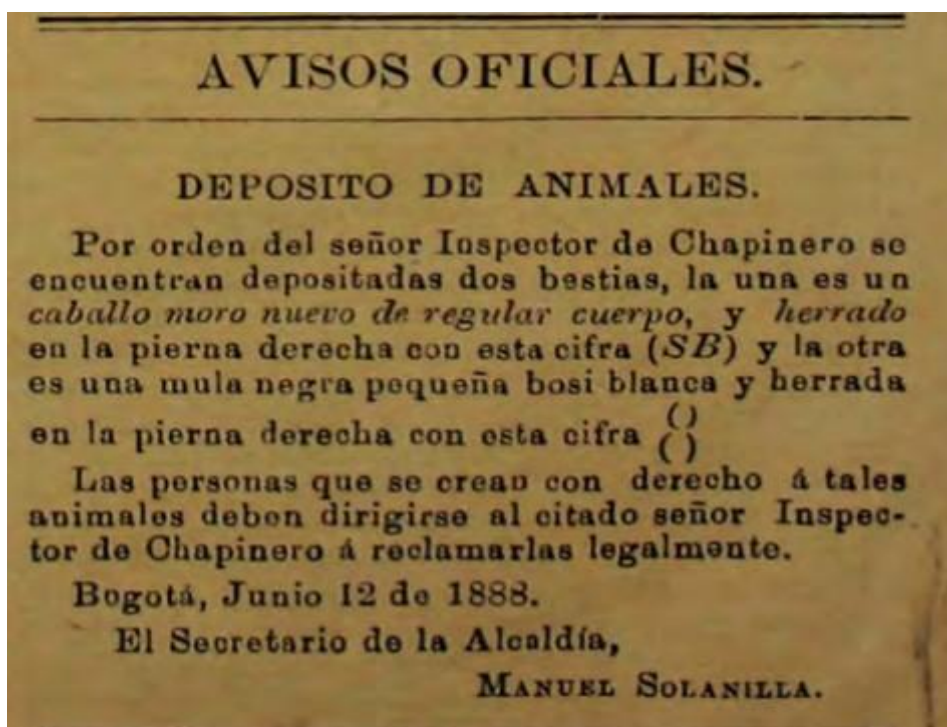 AVISOS OFICIALES.
DEPOSITO DE ANIMALES.
Por orden del señor Inspector de Chapinero se
encuentran depositadas dos bestias, la una es un
caballo moro nuevo de regular cuerpo, y herrado
en la pierna derecha con esta cifra (SB) y la otra
es una mula negra pequeña bosi blanca y herrada
en la pierna derecha con esta cifra ()
()
Las personas que se crean con derecho á tales
animales deben dirigirse al citado señor Inspec-
tor de Chapinero á reclamarlas legalmente.
Bogotá, Junio 12 de 1888.
El Secretario de la Alcaldía,
MANUEL SOLANILLA.